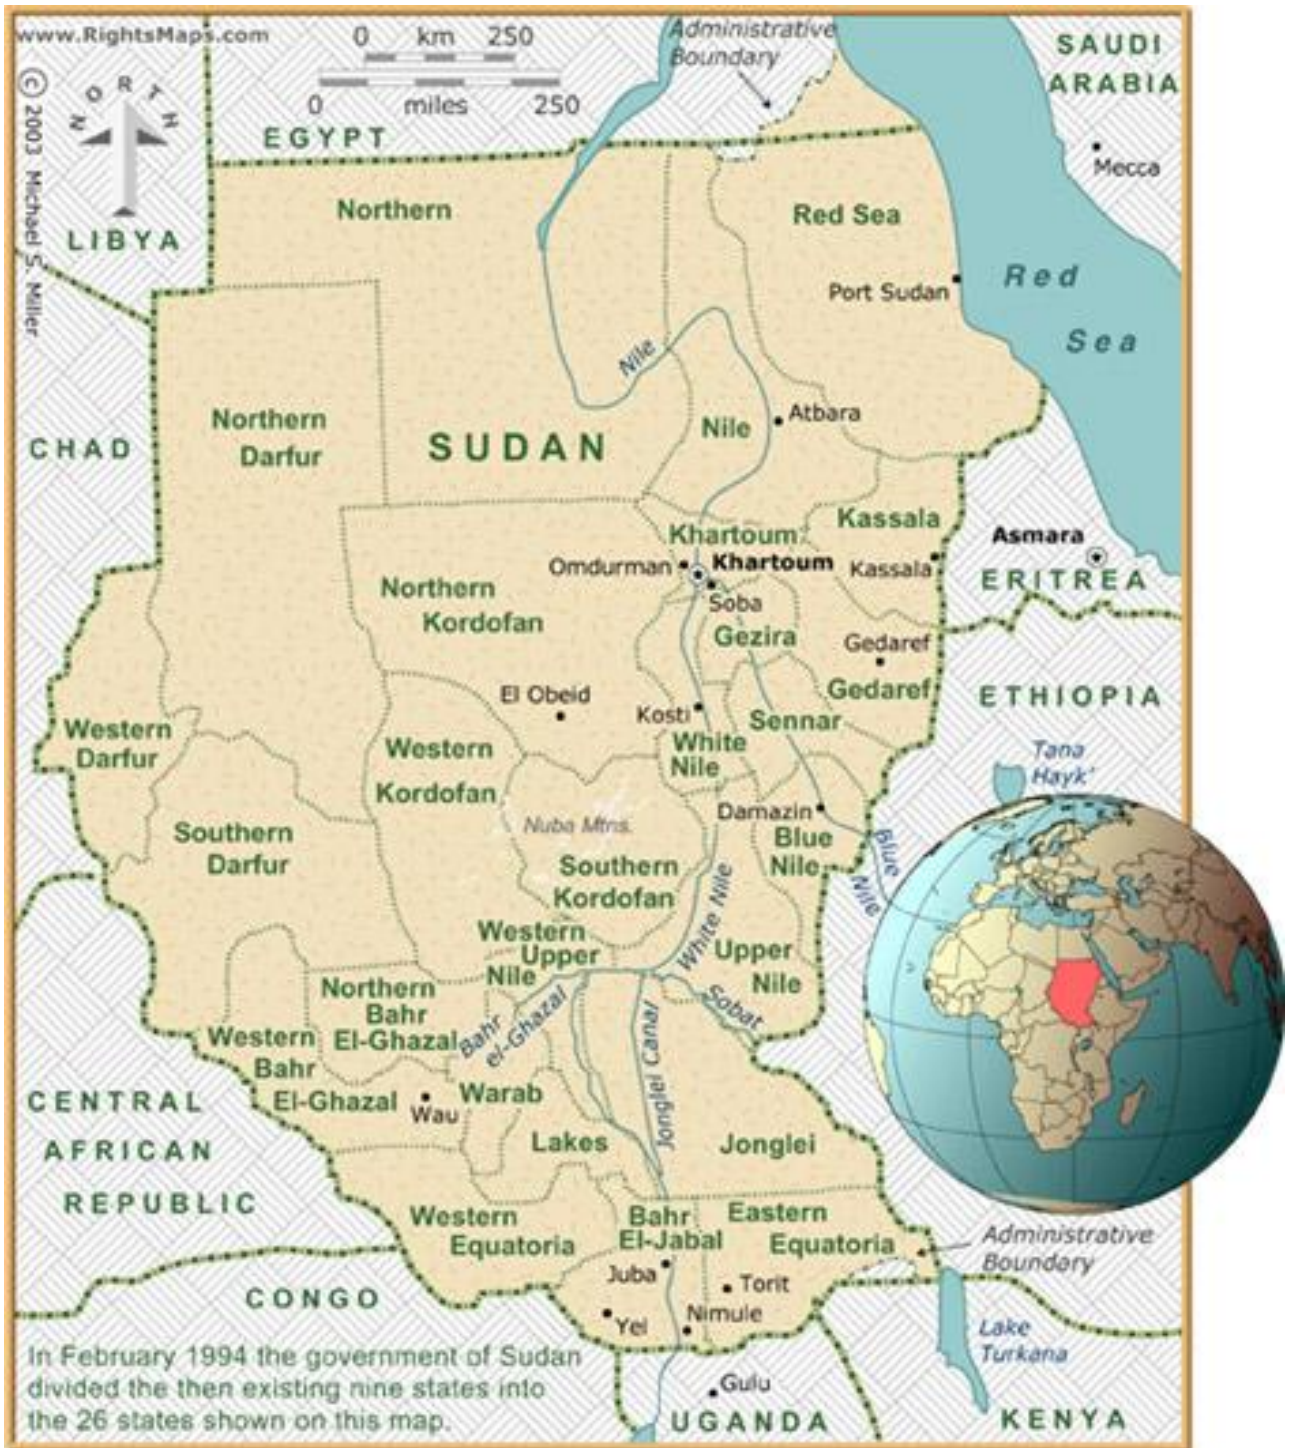 www.RightsMaps.com
© 2003 Michael S. Miller
NORTH
0 km 250
0 miles 250
Administrative
Boundary
SAUDI
ARABIA
Mecca
EGYPT
LIBYA
Northern
Red Sea
Port Sudan
Red
Sea
Nile
CHAD
Northern
Darfur
SUDAN
Nile
Atbara
Khartoum
Kassala
Omdurman
Khartoum
Kassala
Asmara
ERITREA
Northern
Kordofan
Soba
Gezira
Gedaref
Gedaref
ETHIOPIA
El Obeid
Kosti
Sennar
Western
Darfur
Western
Kordofan
White
Nile
Tana
Hayk'
Nuba Mtns.
Damazin
Blue
Nile
Blue
Nile
Southern
Darfur
Southern
Kordofan
White Nile
Western
Upper
Nile
Upper
Nile
Northern
Bahr
El-Ghazal
Bahr
el-Ghazal
Sobat
Western
Bahr
El-Ghazal
Wau
Warab
Jonglei Canal
Lakes
Jonglei
CENTRAL
AFRICAN
REPUBLIC
Western
Equatoria
Bahr
El-Jabal
Eastern
Equatoria
Administrative
Boundary
Juba
Torit
Yei
Nimule
CONGO
Lake
Turkana
Gulu
UGANDA
KENYA
In February 1994 the government of Sudan
divided the then existing nine states into
the 26 states shown on this map.